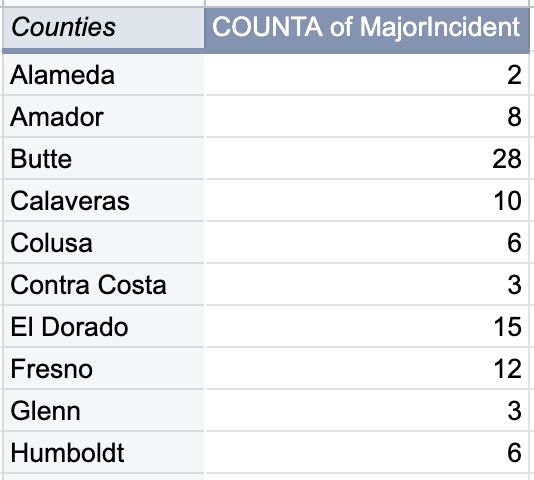 Counties COUNTA of MajorIncident
Alameda 2
Amador 8
Butte 28
Calaveras 10
Colusa 6
Contra Costa 3
El Dorado 15
Fresno 12
Glenn 3
Humboldt 6